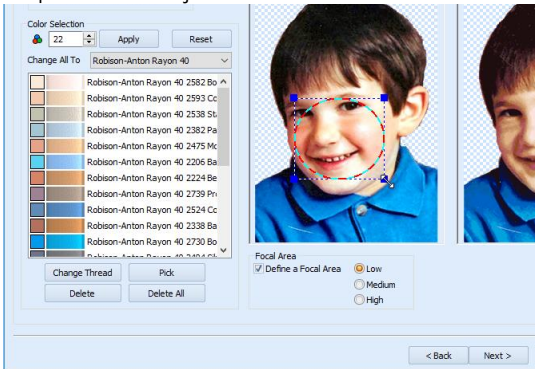 Color Selection
22
Apply
Reset
Change All To
Robison-Anton Rayon 40
Robison-Anton Rayon 40 2582 Bo
Robison-Anton Rayon 40 2593 Cc
Robison-Anton Rayon 40 2538 St
Robison-Anton Rayon 40 2382 Pa
Robison-Anton Rayon 40 2475 Mc
Robison-Anton Rayon 40 2206 Ba
Robison-Anton Rayon 40 2224 Be
Robison-Anton Rayon 40 2739 Pr
Robison-Anton Rayon 40 2524 Cc
Robison-Anton Rayon 40 2338 Ba
Robison-Anton Rayon 40 2730 Bo
Change Thread
Pick
Delete
Delete All
Focal Area
Define a Focal Area
Low
Medium
High
< Back
Next >